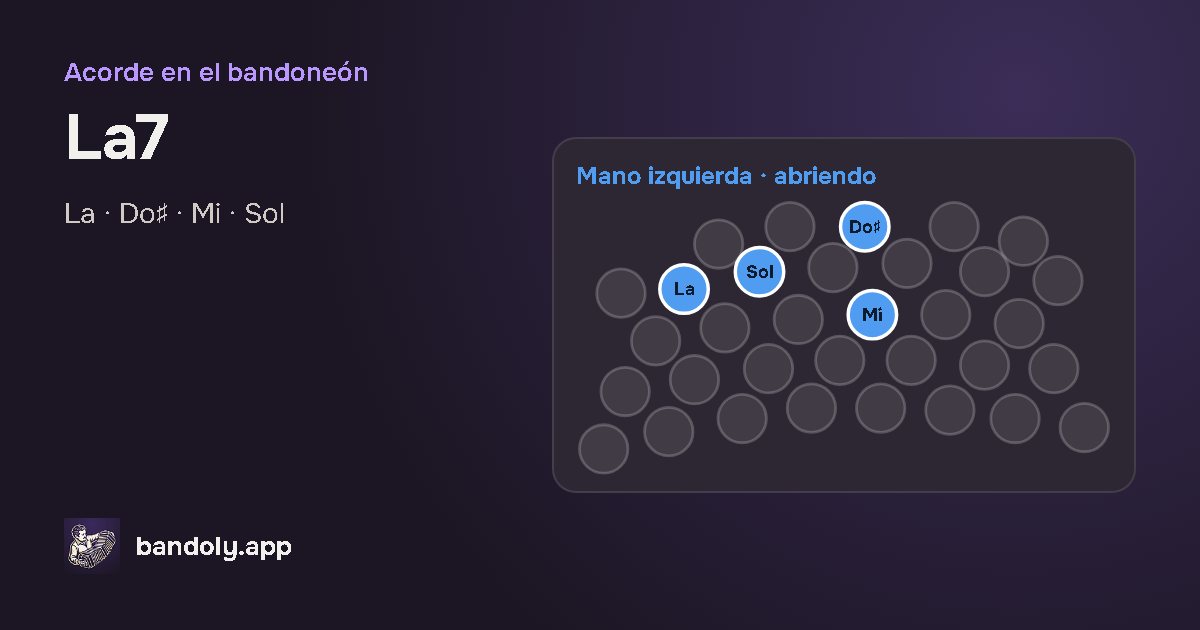 Acorde en el bandoneón
La7
La · Do♯ · Mi · Sol
Mano izquierda · abriendo
Do♯
Sol
La
Mi
bandoly.app